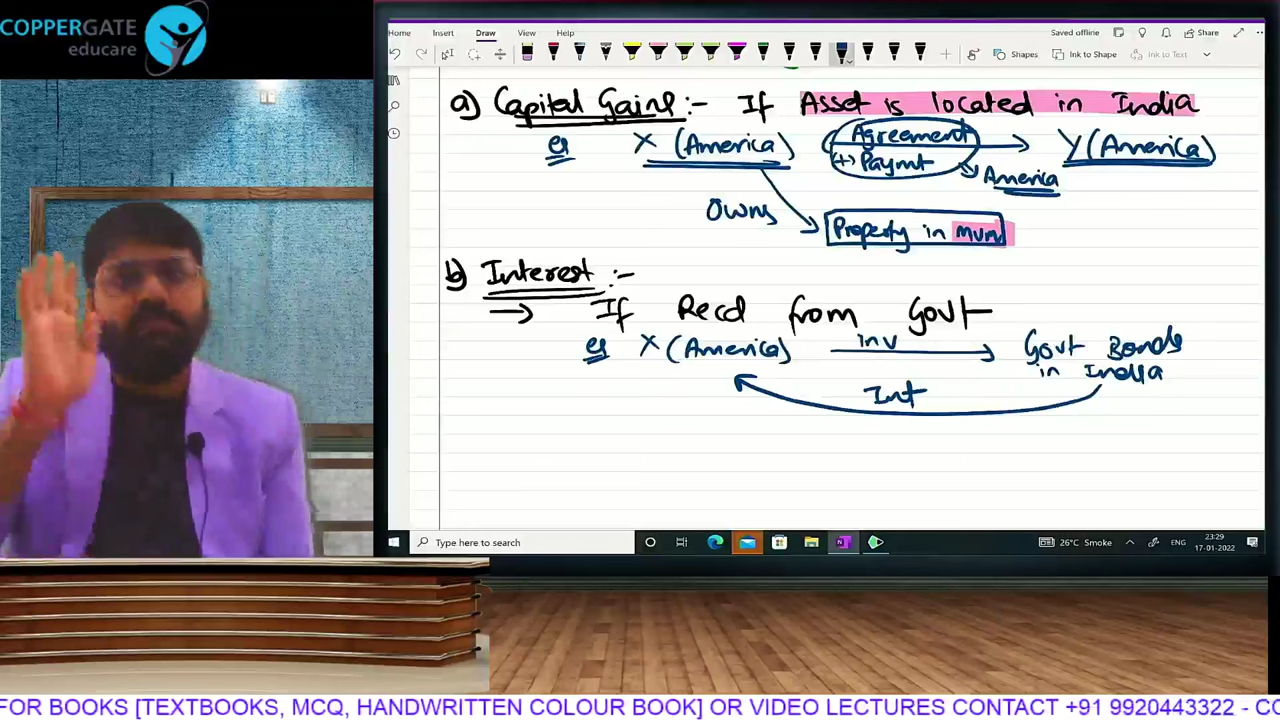 COPPERGATE
educare
Home Insert Draw View Help
Saved offline
Share
Shapes
Ink to Shape
Ink to Text
a) Capital Gains :- If Asset is located in India
eg X (America) Agreement Y (America)
(+) Paymt America
Owns
Property in mum
b) Interest :-
→ If Recd from Govt
eg X (America) inv Govt Bonds
in India
Int
Type here to search
26°C Smoke
ENG
23:29
17-01-2022
FOR BOOKS [TEXTBOOKS, MCQ, HANDWRITTEN COLOUR BOOK] OR VIDEO LECTURES CONTACT +91 9920443322 - CO